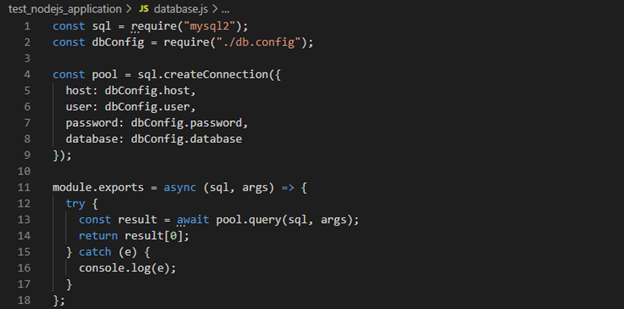 test_nodejs_application > JS database.js > ...
1 const sql = require("mysql2");
2 const dbConfig = require("./db.config");
3
4 const pool = sql.createConnection({
5   host: dbConfig.host,
6   user: dbConfig.user,
7   password: dbConfig.password,
8   database: dbConfig.database
9 });
10
11 module.exports = async (sql, args) => {
12   try {
13     const result = await pool.query(sql, args);
14     return result[0];
15   } catch (e) {
16     console.log(e);
17   }
18 };